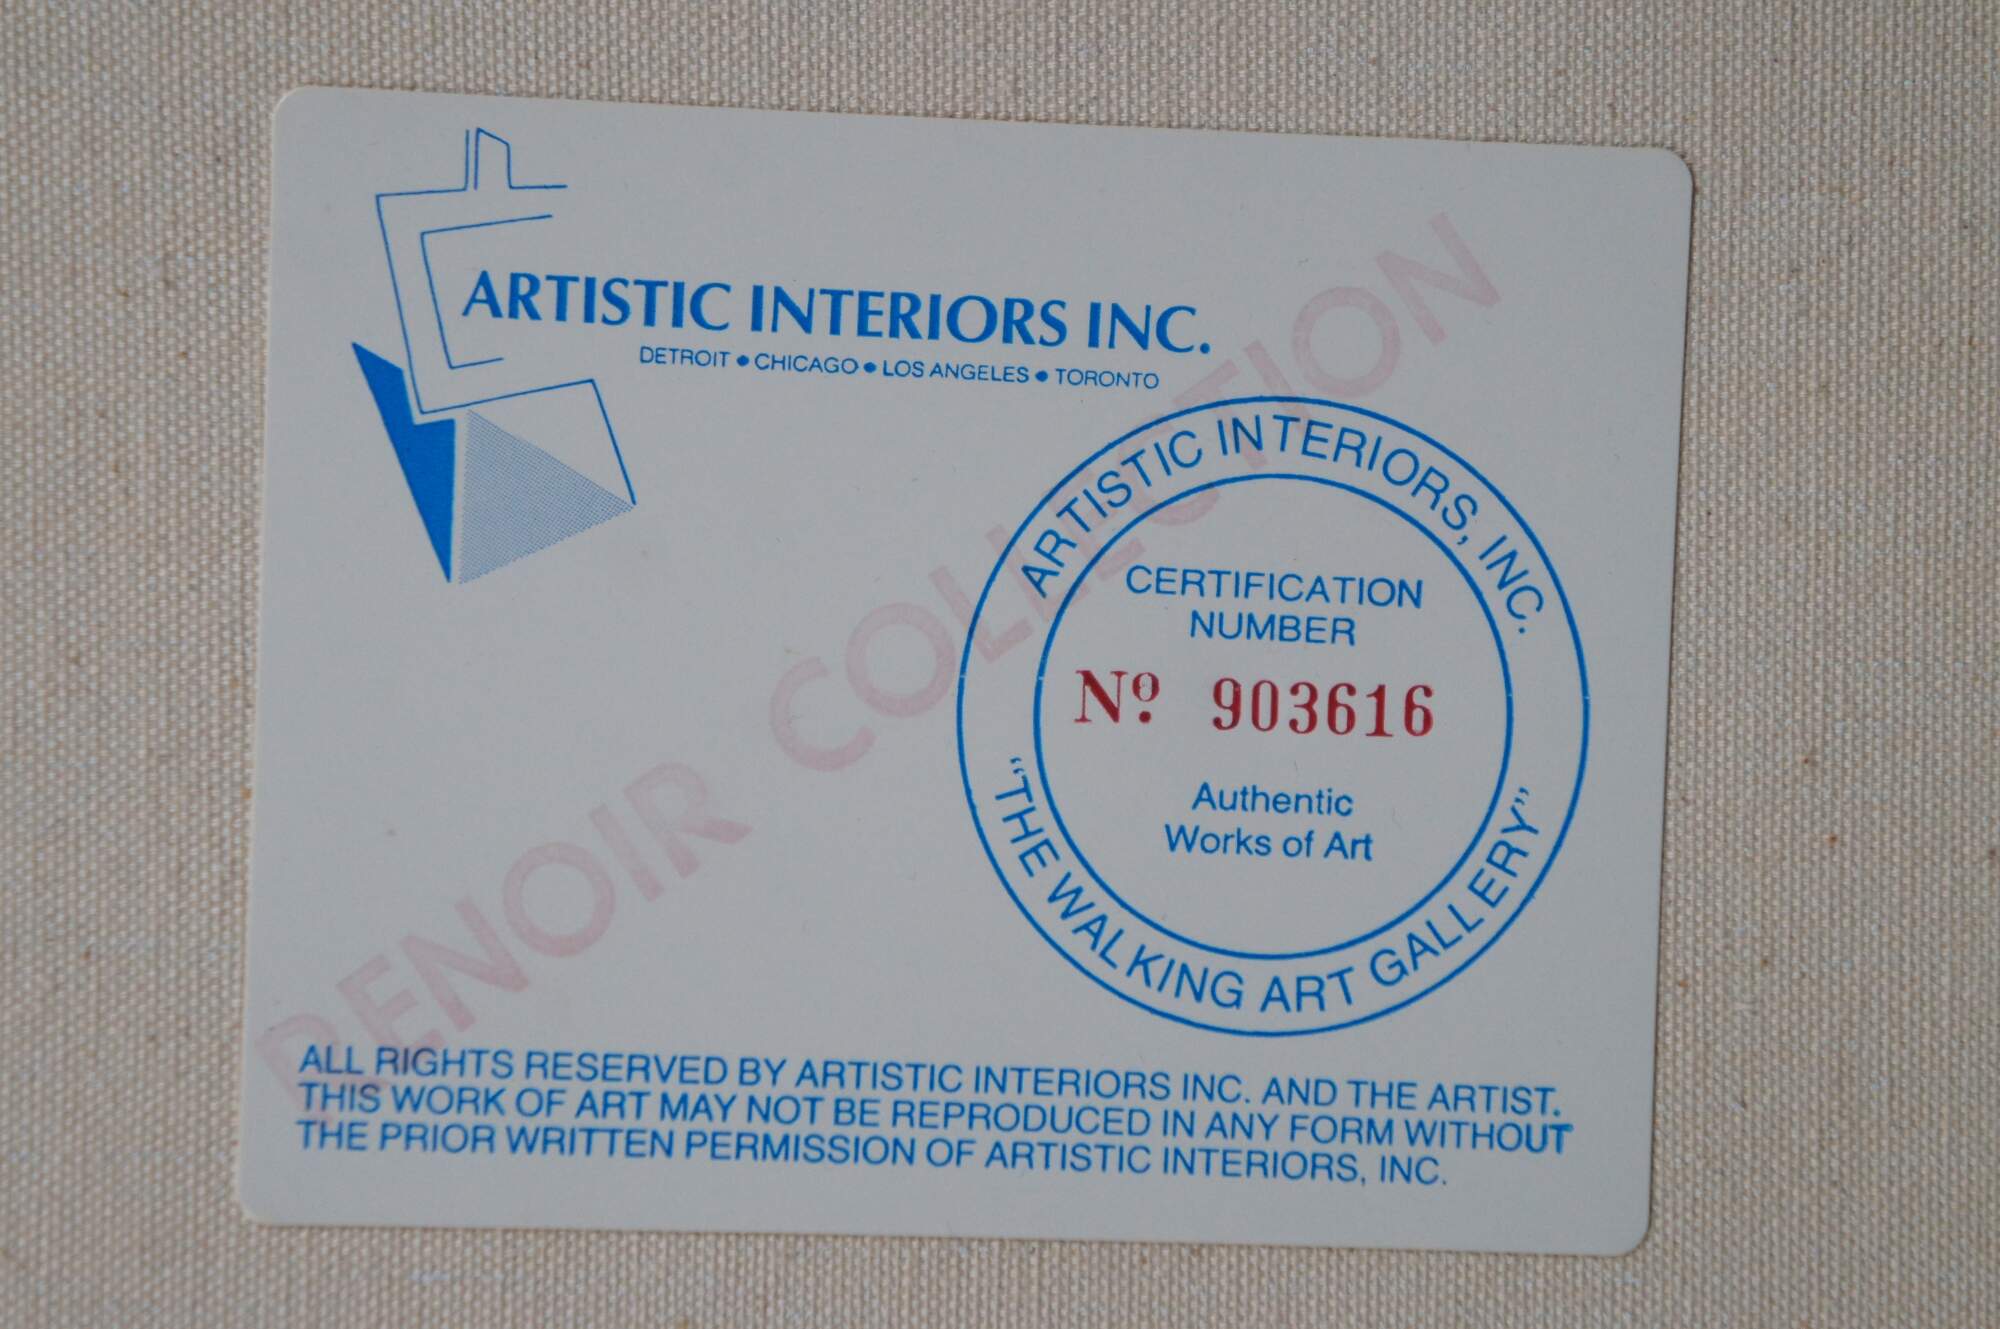 ARTISTIC INTERIORS INC.
DETROIT • CHICAGO • LOS ANGELES • TORONTO
RENOIR COLLECTION
ARTISTIC INTERIORS, INC.
CERTIFICATION
NUMBER
Nº 903616
Authentic
Works of Art
"THE WALKING ART GALLERY"
ALL RIGHTS RESERVED BY ARTISTIC INTERIORS INC. AND THE ARTIST.
THIS WORK OF ART MAY NOT BE REPRODUCED IN ANY FORM WITHOUT
THE PRIOR WRITTEN PERMISSION OF ARTISTIC INTERIORS, INC.